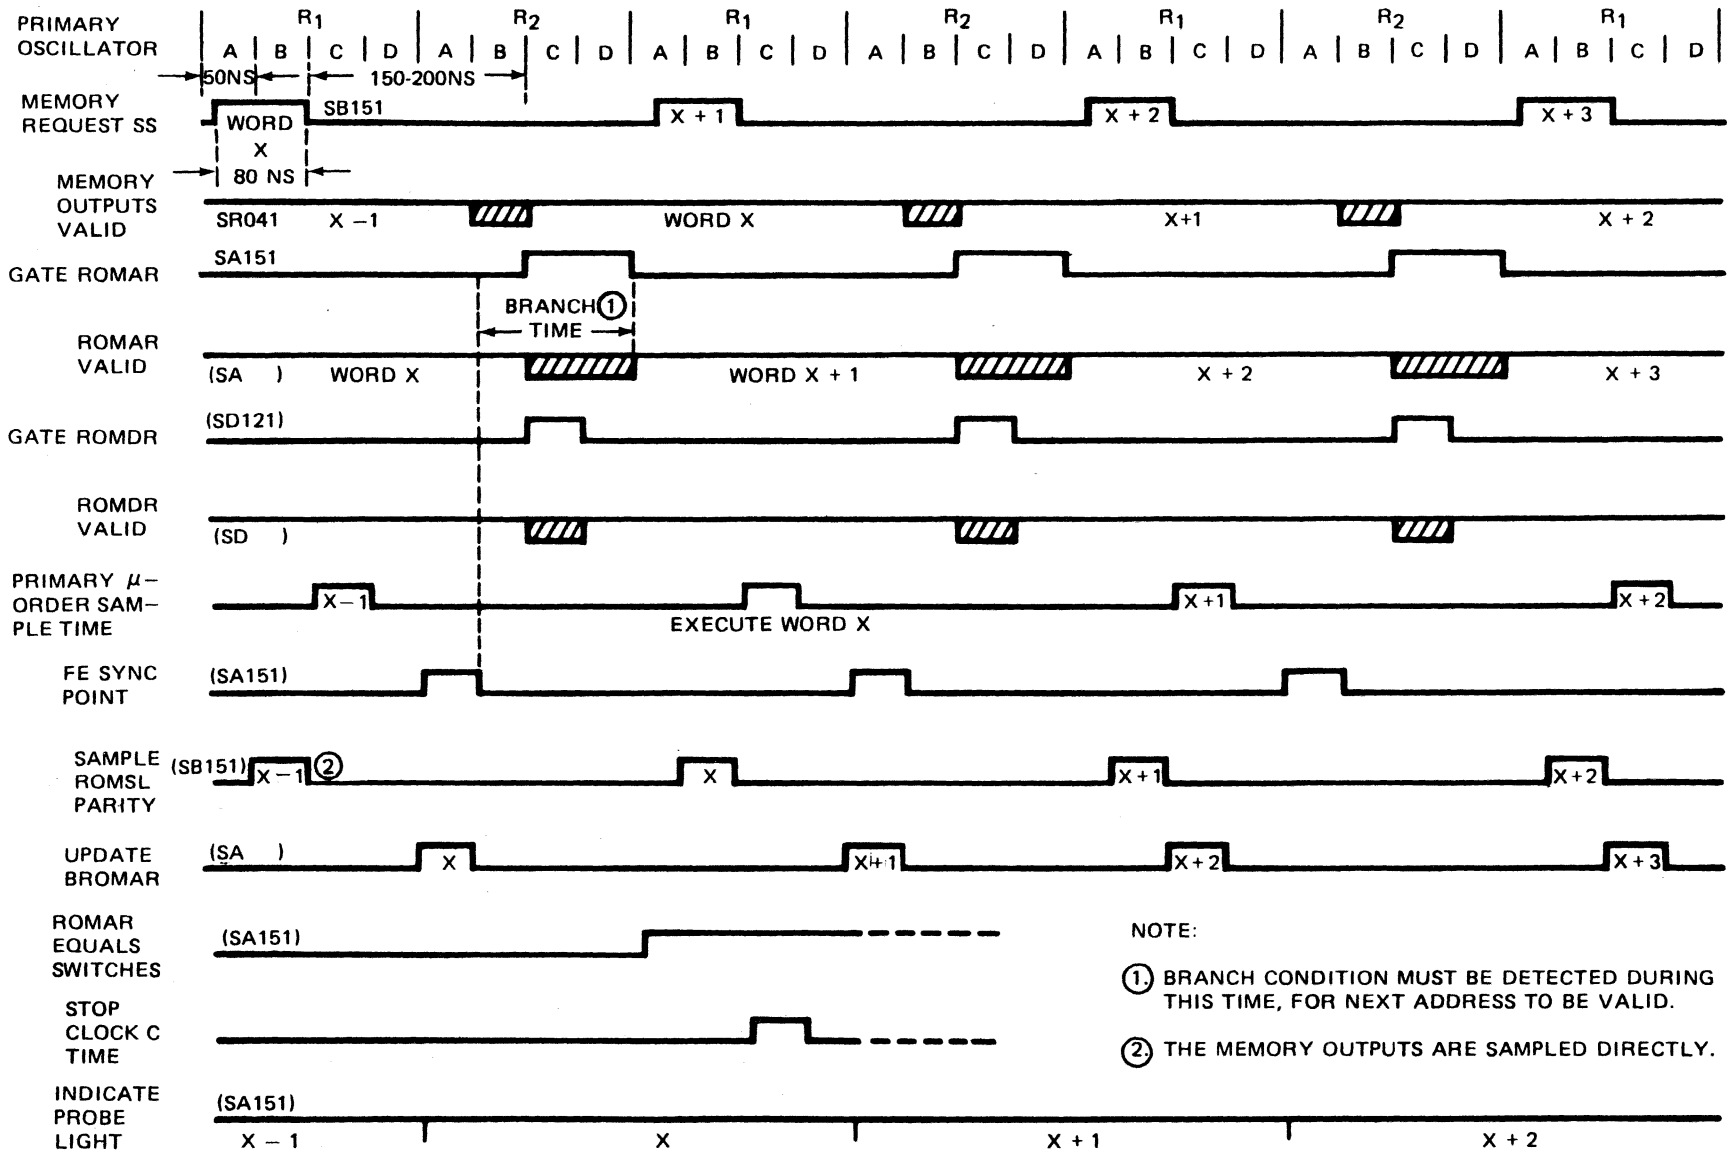 PRIMARY
OSCILLATOR
R1 R2 R1 R2 R1 R2 R1
A B C D A B C D A B C D A B C D A B C D A B C D A B C D
50NS 150-200NS
MEMORY
REQUEST SS
SB151
WORD
X
X + 1 X + 2 X + 3
80 NS
MEMORY
OUTPUTS
VALID
SR041 X -1 WORD X X+1 X + 2
GATE ROMAR
SA151
BRANCH 1
TIME
ROMAR
VALID
(SA ) WORD X WORD X + 1 X + 2 X + 3
GATE ROMDR
(SD121)
ROMDR
VALID
(SD )
PRIMARY μ-
ORDER SAM-
PLE TIME
X-1 X+1 X+2
EXECUTE WORD X
FE SYNC
POINT
(SA151)
SAMPLE
ROMSL
PARITY
(SB151) X-1 2 X X+1 X+2
UPDATE
BROMAR
(SA ) X X+1 X+2 X+3
ROMAR
EQUALS
SWITCHES
(SA151)
STOP
CLOCK C
TIME
NOTE:
1. BRANCH CONDITION MUST BE DETECTED DURING
THIS TIME, FOR NEXT ADDRESS TO BE VALID.
2. THE MEMORY OUTPUTS ARE SAMPLED DIRECTLY.
INDICATE
PROBE
LIGHT
(SA151)
X - 1 X X + 1 X + 2